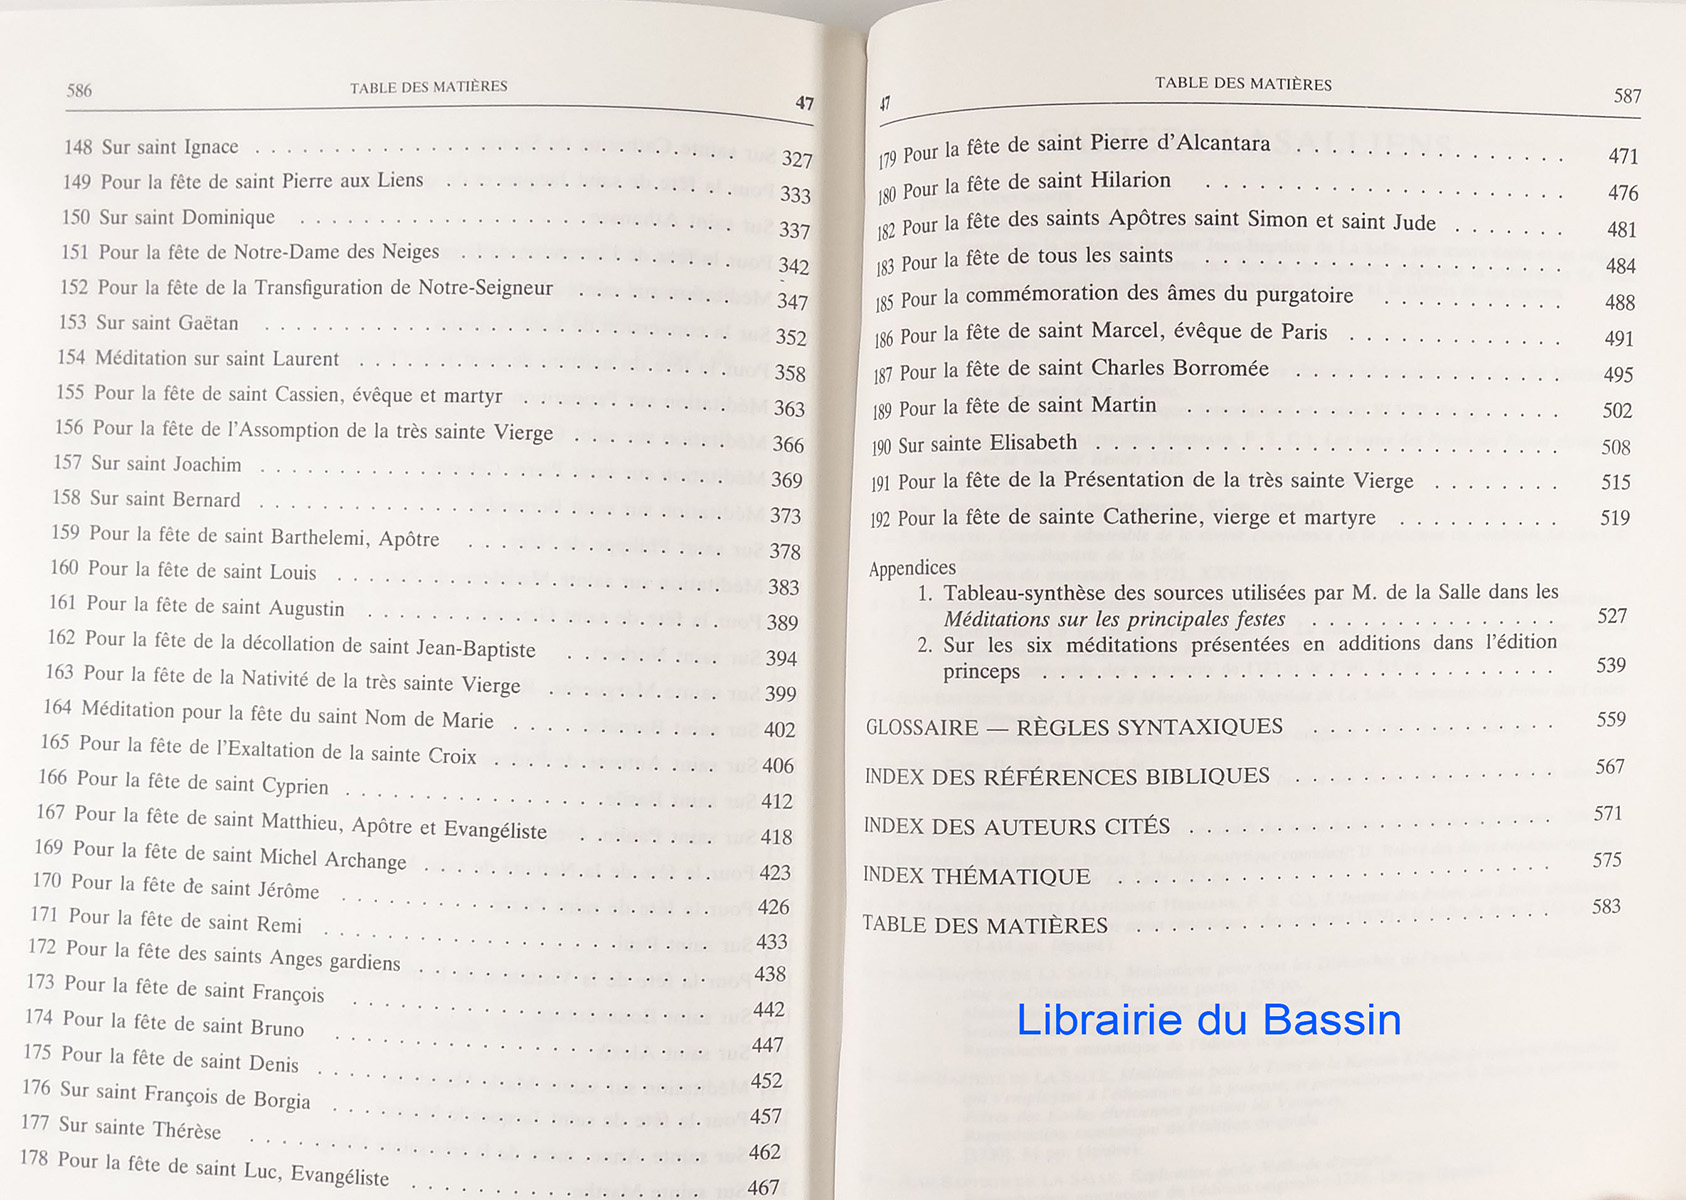 586 TABLE DES MATIÈRES 47
148 Sur saint Ignace . . . 327
149 Pour la fête de saint Pierre aux Liens . . . 333
150 Sur saint Dominique . . . 337
151 Pour la fête de Notre-Dame des Neiges . . . 342
152 Pour la fête de la Transfiguration de Notre-Seigneur . . . 347
153 Sur saint Gaëtan . . . 352
154 Méditation sur saint Laurent . . . 358
155 Pour la fête de saint Cassien, évêque et martyr . . . 363
156 Pour la fête de l'Assomption de la très sainte Vierge . . . 366
157 Sur saint Joachim . . . 369
158 Sur saint Bernard . . . 373
159 Pour la fête de saint Barthelemi, Apôtre . . . 378
160 Pour la fête de saint Louis . . . 383
161 Pour la fête de saint Augustin . . . 389
162 Pour la fête de la décollation de saint Jean-Baptiste . . . 394
163 Pour la fête de la Nativité de la très sainte Vierge . . . 399
164 Méditation pour la fête du saint Nom de Marie . . . 402
165 Pour la fête de l'Exaltation de la sainte Croix . . . 406
166 Pour la fête de saint Cyprien . . . 412
167 Pour la fête de saint Matthieu, Apôtre et Evangéliste . . . 418
169 Pour la fête de saint Michel Archange . . . 423
170 Pour la fête de saint Jérôme . . . 426
171 Pour la fête de saint Remi . . . 433
172 Pour la fête des saints Anges gardiens . . . 438
173 Pour la fête de saint François . . . 442
174 Pour la fête de saint Bruno . . . 447
175 Pour la fête de saint Denis . . . 452
176 Sur saint François de Borgia . . . 457
177 Sur sainte Thérèse . . . 462
178 Pour la fête de saint Luc, Evangéliste . . . 467
47 TABLE DES MATIÈRES 587
179 Pour la fête de saint Pierre d'Alcantara . . . 471
180 Pour la fête de saint Hilarion . . . 476
182 Pour la fête des saints Apôtres saint Simon et saint Jude . . . 481
183 Pour la fête de tous les saints . . . 484
185 Pour la commémoration des âmes du purgatoire . . . 488
186 Pour la fête de saint Marcel, évêque de Paris . . . 491
187 Pour la fête de saint Charles Borromée . . . 495
189 Pour la fête de saint Martin . . . 502
190 Sur sainte Elisabeth . . . 508
191 Pour la fête de la Présentation de la très sainte Vierge . . . 515
192 Pour la fête de sainte Catherine, vierge et martyre . . . 519
Appendices
1. Tableau-synthèse des sources utilisées par M. de la Salle dans les
Méditations sur les principales festes . . . 527
2. Sur les six méditations présentées en additions dans l'édition
princeps . . . 539
GLOSSAIRE — RÈGLES SYNTAXIQUES . . . 559
INDEX DES RÉFÉRENCES BIBLIQUES . . . 567
INDEX DES AUTEURS CITÉS . . . 571
INDEX THÉMATIQUE . . . 575
TABLE DES MATIÈRES . . . 583
Librairie du Bassin